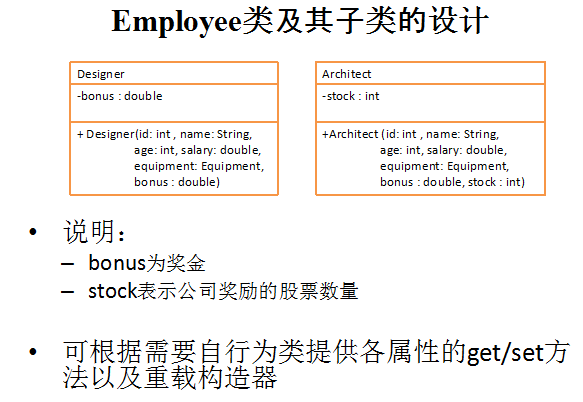 Employee类及其子类的设计
Designer
-bonus : double
+ Designer(id: int , name: String,
age: int, salary: double,
equipment: Equipment,
bonus : double)
Architect
-stock : int
+Architect (id: int , name: String,
age: int, salary: double,
equipment: Equipment,
bonus : double, stock : int)
• 说明：
– bonus为奖金
– stock表示公司奖励的股票数量
• 可根据需要自行为类提供各属性的get/set方
法以及重载构造器